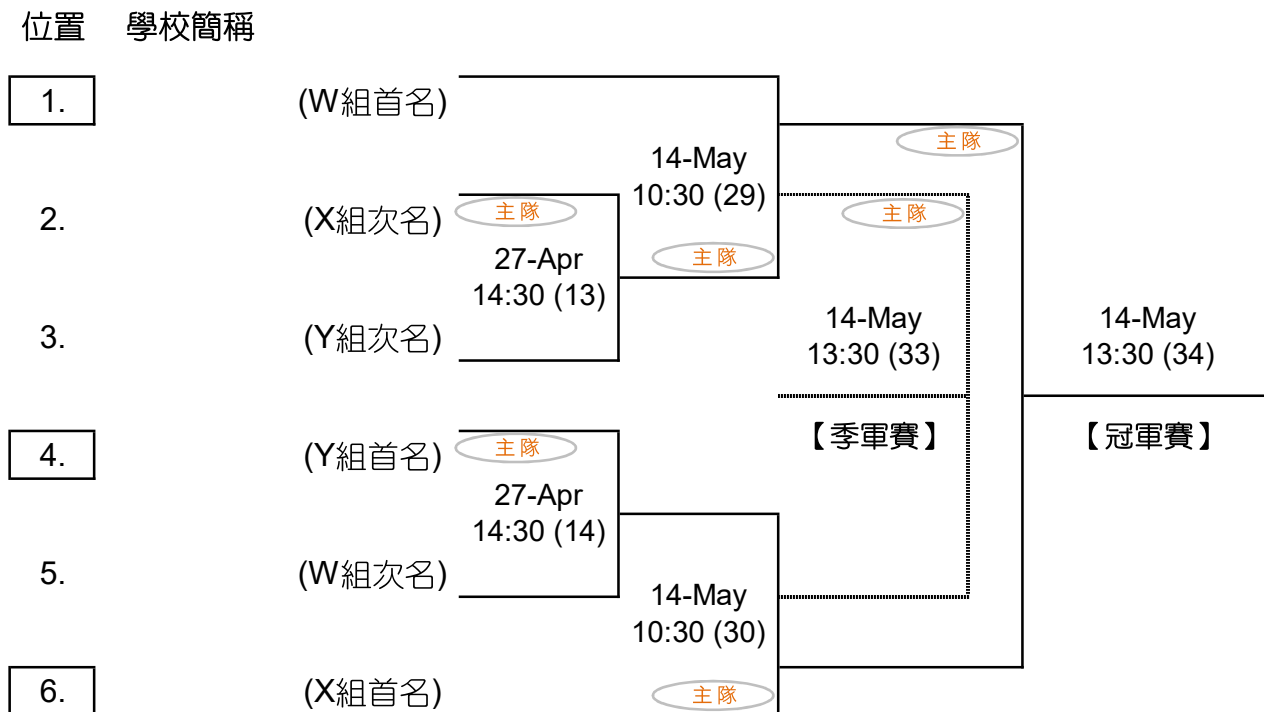 位置 學校簡稱
1. (W組首名)
主隊
14-May
10:30 (29)
2. (X組次名) 主隊 主隊
主隊
27-Apr
14:30 (13)
3. (Y組次名)
14-May
13:30 (33)
14-May
13:30 (34)
4. (Y組首名) 主隊
【季軍賽】 【冠軍賽】
27-Apr
14:30 (14)
5. (W組次名)
14-May
10:30 (30)
6. (X組首名) 主隊